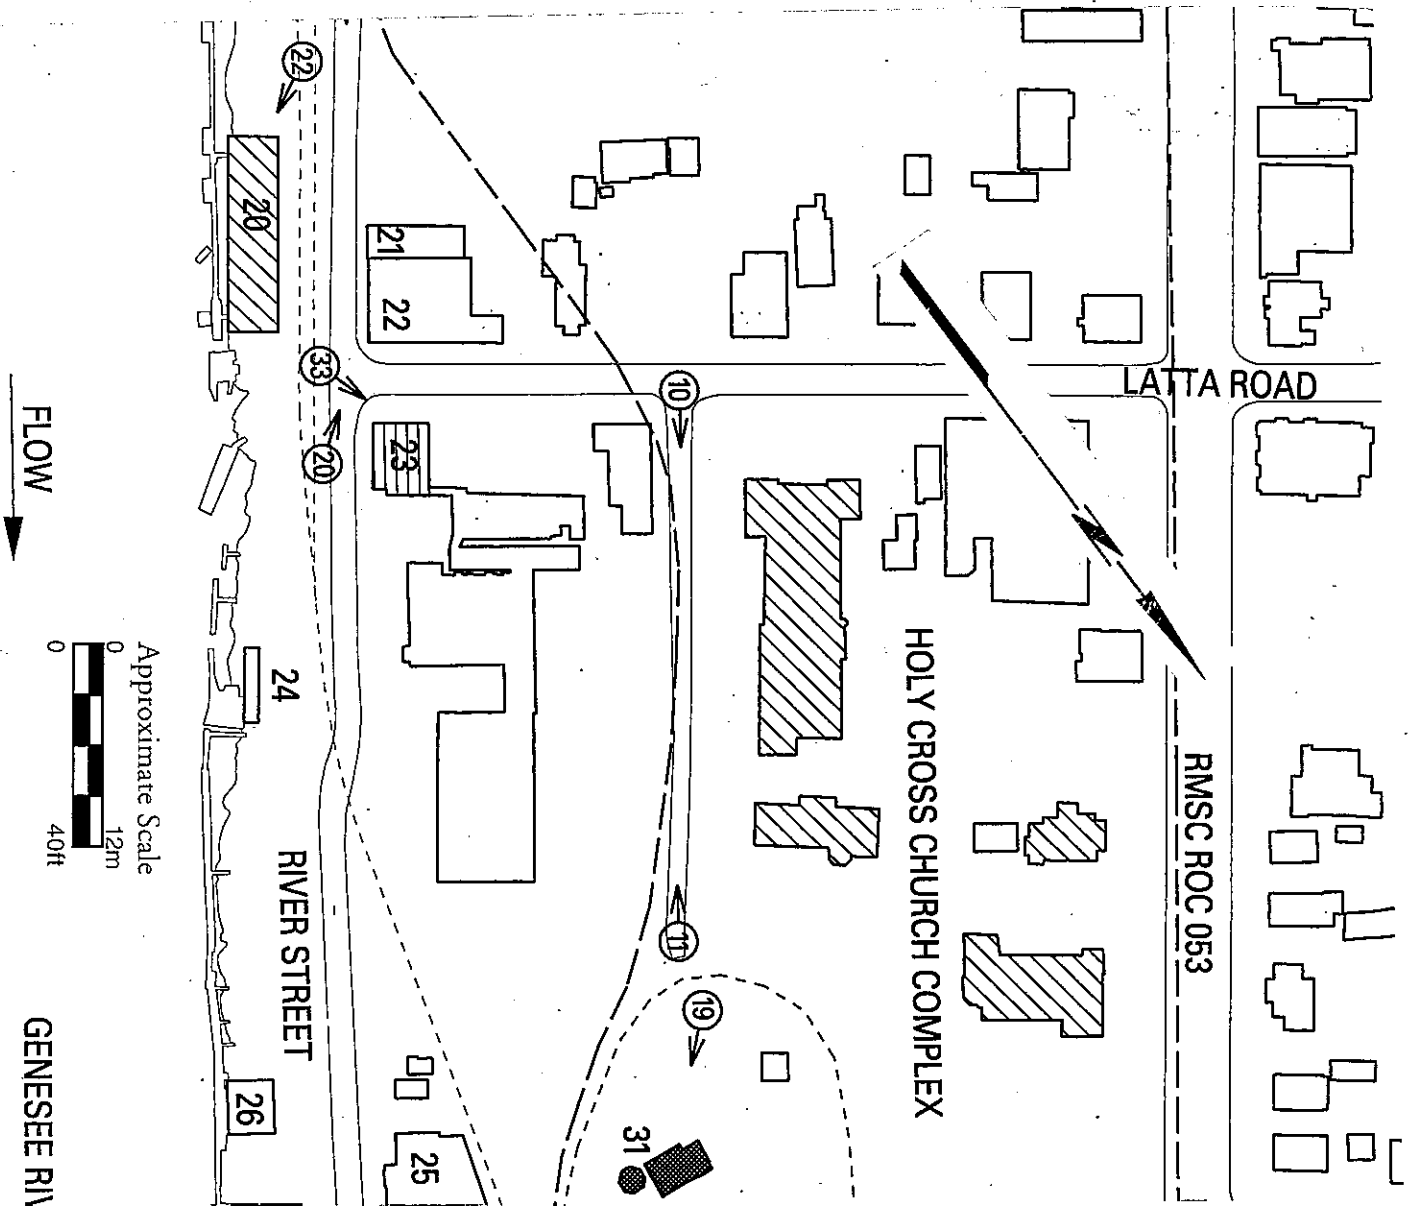 22
20
21
22
33
10
LATTA ROAD
20
23
FLOW
HOLY CROSS CHURCH COMPLEX
24
RMSC ROC 053
Approximate Scale
0 12m
0 40ft
RIVER STREET
11
19
GENESEE RIV
26
25
31